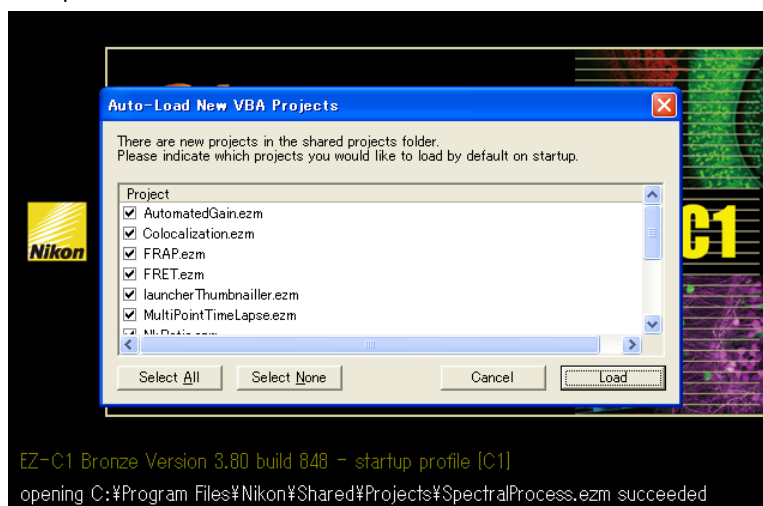 Auto-Load New VBA Projects
There are new projects in the shared projects folder.
Please indicate which projects you would like to load by default on startup.
Project
AutomatedGain.ezm
Colocalization.ezm
FRAP.ezm
FRET.ezm
launcherThumbnailler.ezm
MultiPointTimeLapse.ezm
Nikon
C1
Select All
Select None
Cancel
Load
EZ-C1 Bronze Version 3.80 build 848 - startup profile [C1]
opening C:¥Program Files¥Nikon¥Shared¥Projects¥SpectralProcess.ezm succeeded